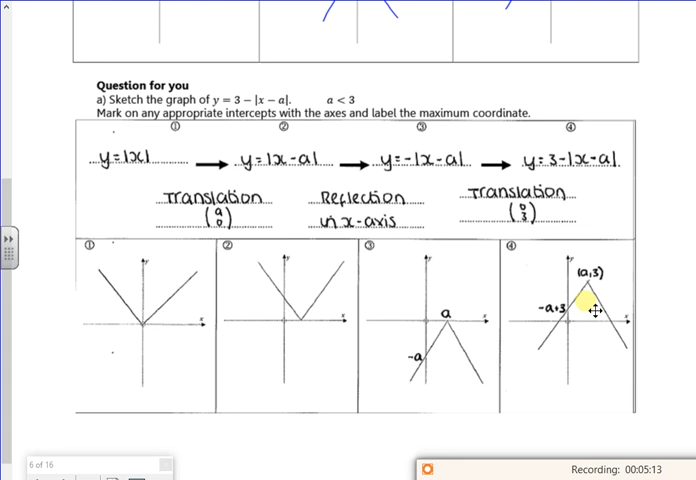 Question for you
a) Sketch the graph of y = 3 − |x − a|. a < 3
Mark on any appropriate intercepts with the axes and label the maximum coordinate.
① ② ③ ④
y=|x| → y=|x-a| → y=-|x-a| → y=3-|x-a|.
Translation Reflection Translation
(a 0) in x-axis (0 3)
① ② ③ ④
y y y y
(a,3)
a -a+3
x x x x
-a
6 of 16
Recording: 00:05:13